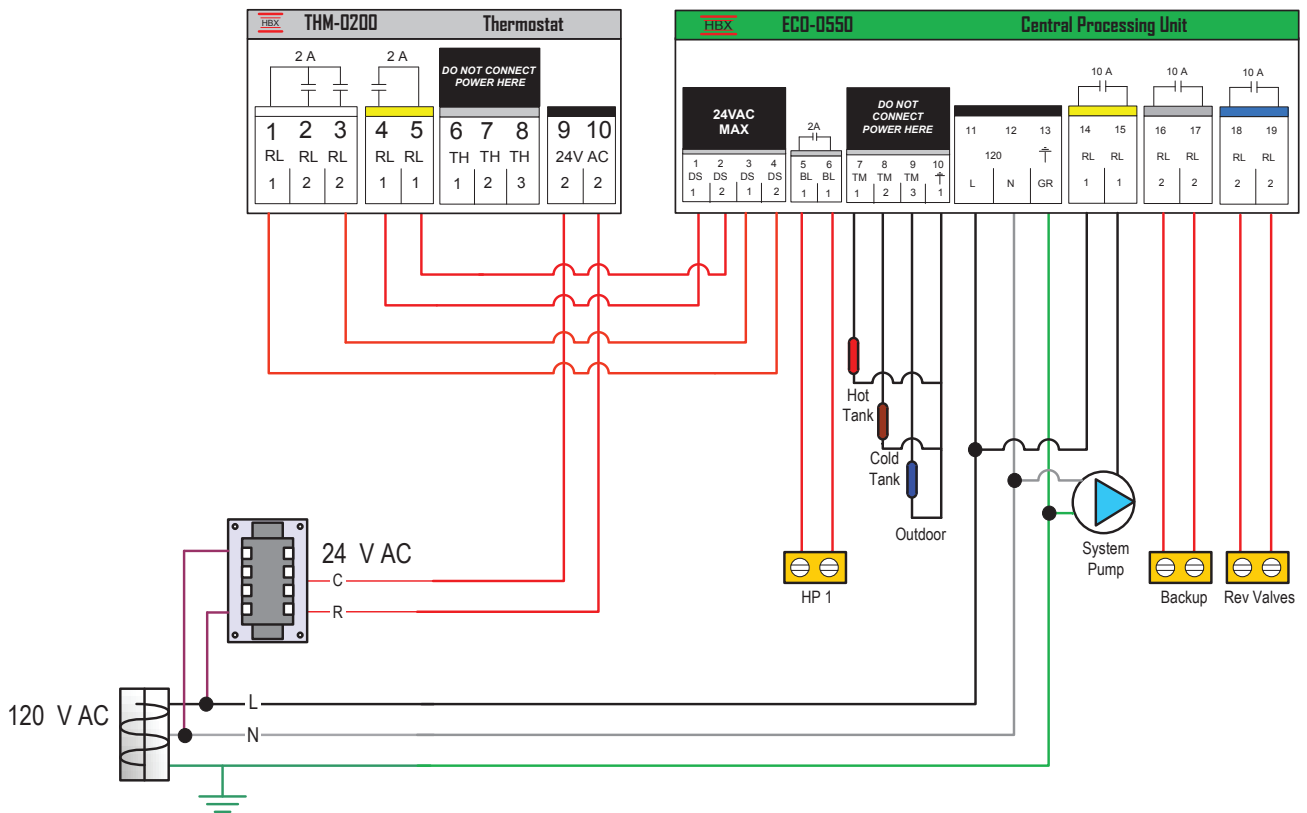 HBX THM-0200 Thermostat
2 A 2 A
DO NOT CONNECT
POWER HERE
1 2 3 4 5 6 7 8 9 10
RL RL RL RL RL TH TH TH 24V AC
1 2 2 1 1 1 2 3 2 2
HBX ECO-0550 Central Processing Unit
10 A 10 A 10 A
24VAC
MAX
2A
DO NOT
CONNECT
POWER HERE
11 12 13 14 15 16 17 18 19
120 RL RL RL RL RL RL
1 2 3 4 5 6 7 8 9 10
DS DS DS DS BL BL TM TM TM
1 2 1 2 1 1 1 2 3 1
L N GR 1 1 2 2 2 2
Hot
Tank
Cold
Tank
Outdoor
System
Pump
HP 1
Backup
Rev Valves
24 V AC
C
R
120 V AC
L
N